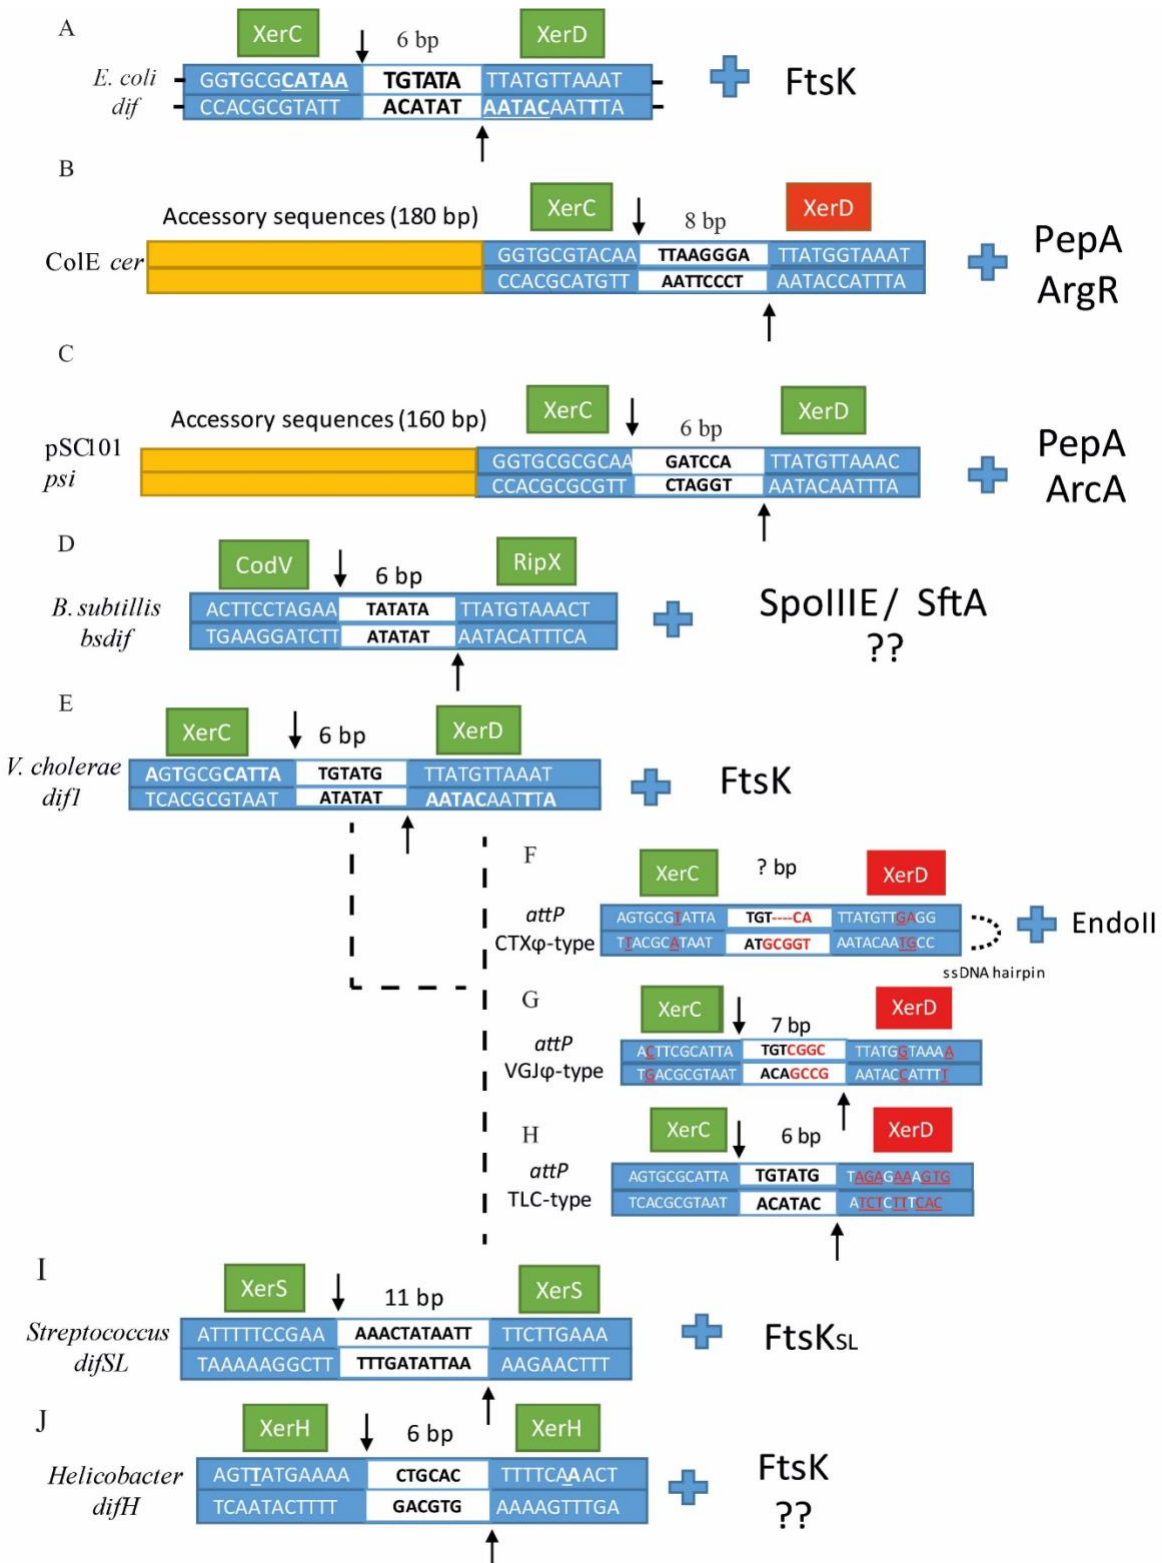 A
XerC 6 bp XerD
E. coli GGTGCGCATAA TGTATA TTATGTTAAAT FtsK
dif CCACGCGTATT ACATAT AATACAATTTA
B
Accessory sequences (180 bp) XerC 8 bp XerD
ColE cer GGTGCGTACAA TTAAGGGA TTATGGTAAAT PepA
CCACGCATGTT AATTCCCT AATACCATTTA ArgR
C
Accessory sequences (160 bp) XerC 6 bp XerD
pSC101 GGTGCGCGCAA GATCCA TTATGTTAAAC PepA
psi CCACGCGCGTT CTAGGT AATACAATTTA ArcA
D
CodV 6 bp RipX
B. subtillis ACTTCCTAGAA TATATA TTATGTAAACT SpoIIIE/ SftA
bsdif TGAAGGATCTT ATATAT AATACATTTCA ??
E
XerC 6 bp XerD
V. cholerae AGTGCGCATTA TGTATG TTATGTTAAAT FtsK
dif1 TCACGCGTAAT ATATAT AATACAATTTA
F
XerC ? bp XerD
attP AGTGCGTATTA TGT----CA TTATGTTGAGG EndoII
CTXφ-type TTACGCATAAT ATGCGGT AATACAATGCC
ssDNA hairpin
G
XerC 7 bp XerD
attP ACTTCGCATTA TGTCGGC TTATGGTAAAA
VGJφ-type TGACGCGTAAT ACAGCCG AATACCATTTT
H
XerC 6 bp XerD
attP AGTGCGCATTA TGTATG TAGAGAAAGTG
TLC-type TCACGCGTAAT ACATAC ATCTCTTTCAC
I
XerS 11 bp XerS
Streptococcus ATTTTTCCGAA AAACTATAATT TTCTTGAAA FtsKSL
difSL TAAAAAGGCTT TTTGATATTAA AAGAACTTT
J
XerH 6 bp XerH
Helicobacter AGTTATGAAAA CTGCAC TTTTCAAACT FtsK
difH TCAATACTTTT GACGTG AAAAGTTTGA ??